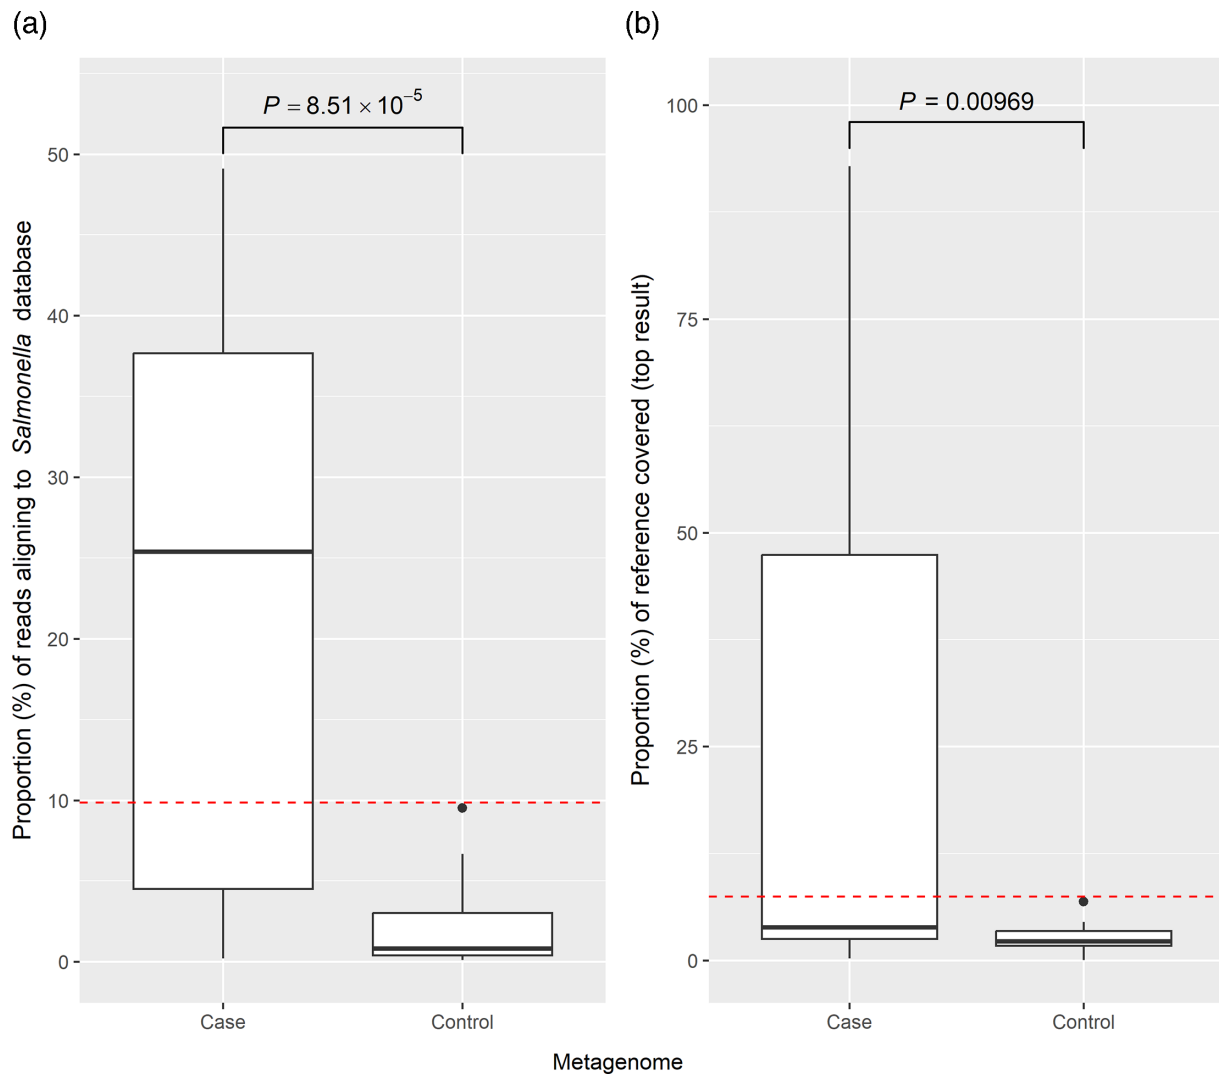 (a)
(b)
P = 8.51 × 10⁻⁵
P = 0.00969
Proportion (%) of reads aligning to Salmonella database
50
40
30
20
10
0
Case
Control
Proportion (%) of reference covered (top result)
100
75
50
25
0
Case
Control
Metagenome